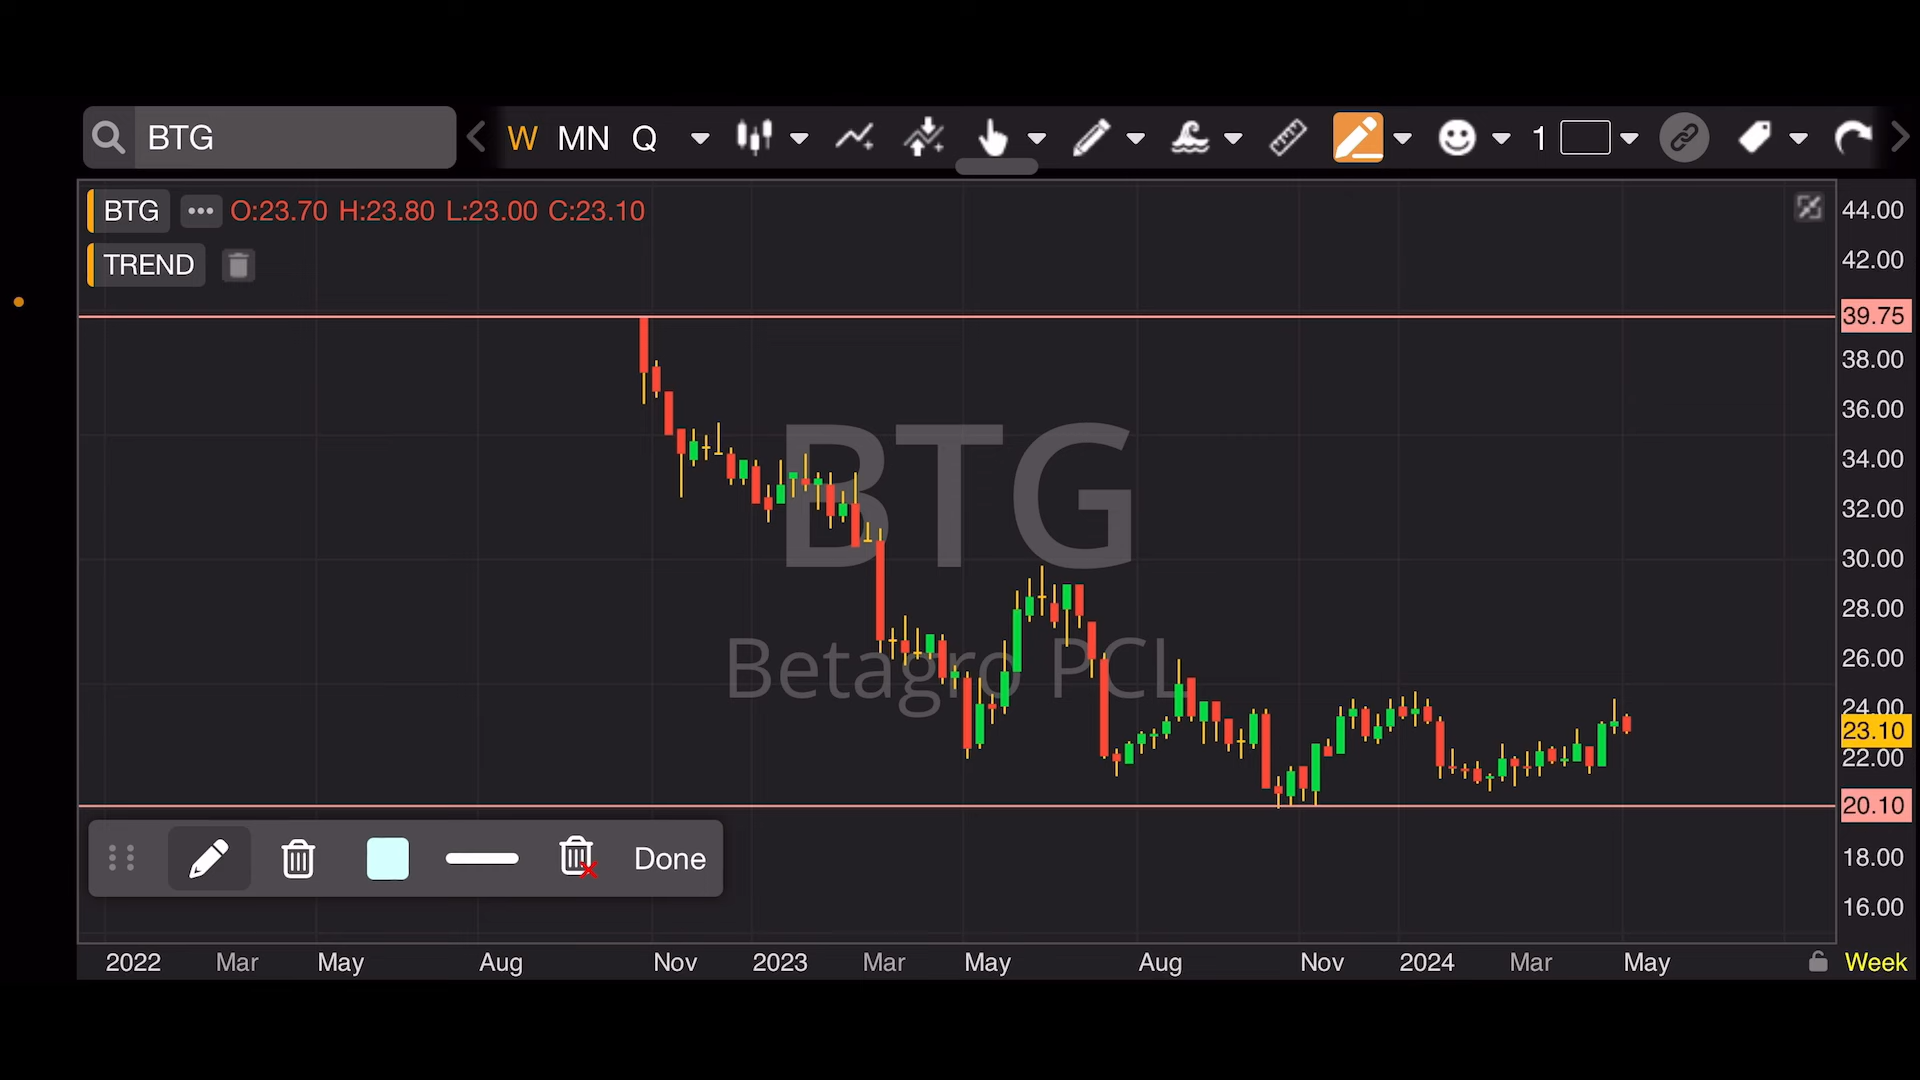 BTG W MN Q 1
BTG ••• O:23.70 H:23.80 L:23.00 C:23.10
TREND
BTG
Betagro PCL
44.00
42.00
39.75
38.00
36.00
34.00
32.00
30.00
28.00
26.00
24.00
23.10
22.00
20.10
18.00
16.00
Done
2022 Mar May Aug Nov 2023 Mar May Aug Nov 2024 Mar May Week